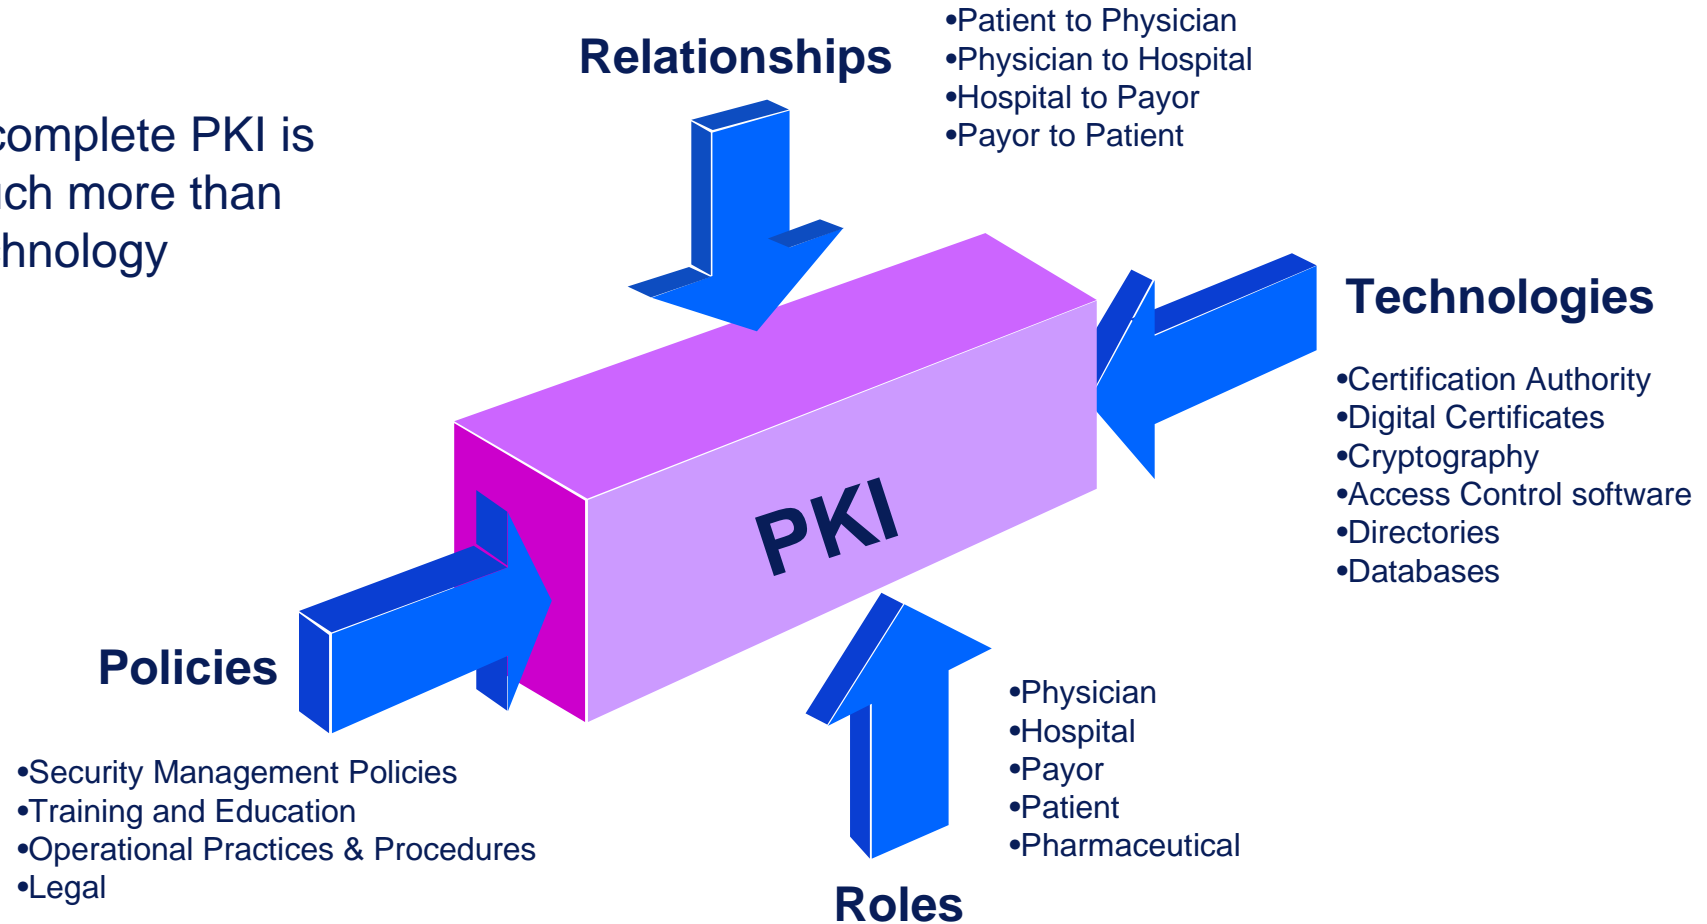 Relationships
•Patient to Physician
•Physician to Hospital
•Hospital to Payor
•Payor to Patient
complete PKI is
more than
Technologies
•Certification Authority
•Digital Certificates
•Cryptography
•Access Control software
•Directories
•Databases
PKI
Policies
•Security Management Policies
•Training and Education
•Operational Practices & Procedures
•Legal
•Physician
•Hospital
•Payor
•Patient
•Pharmaceutical
Roles